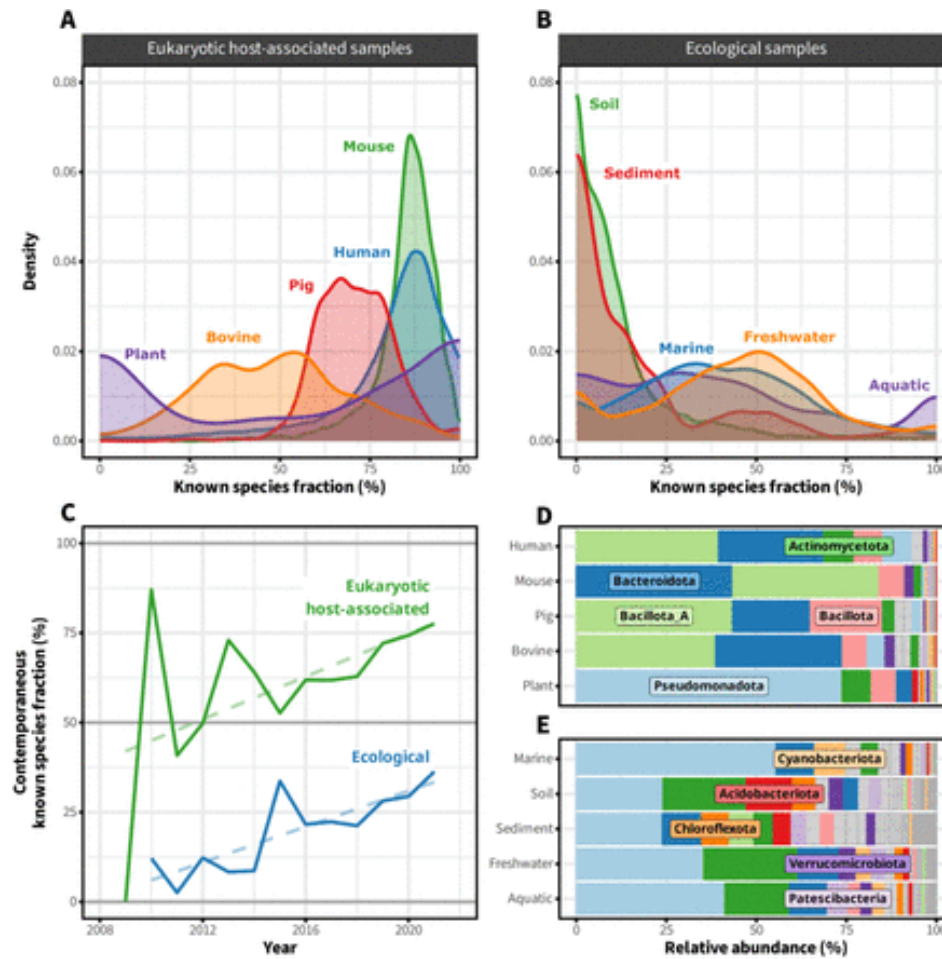 A
Eukaryotic host-associated samples
0.08
0.06
0.04
0.02
0.00
Density
Mouse
Human
Pig
Bovine
Plant
0
25
50
75
100
Known species fraction (%)
B
Ecological samples
0.08
0.06
0.04
0.02
0.00
Soil
Sediment
Marine
Freshwater
Aquatic
0
25
50
75
100
Known species fraction (%)
C
100
75
50
25
0
Contemporaneous
known species fraction (%)
Eukaryotic
host-associated
Ecological
2008
2012
2016
2020
Year
D
Human
Mouse
Pig
Bovine
Plant
Actinomycetota
Bacteroidota
Bacillota_A
Bacillota
Pseudomonadota
E
Marine
Soil
Sediment
Freshwater
Aquatic
Cyanobacteriota
Acidobacteriota
Chloroflexota
Verrucomicrobiota
Patescibacteria
0
25
50
75
100
Relative abundance (%)